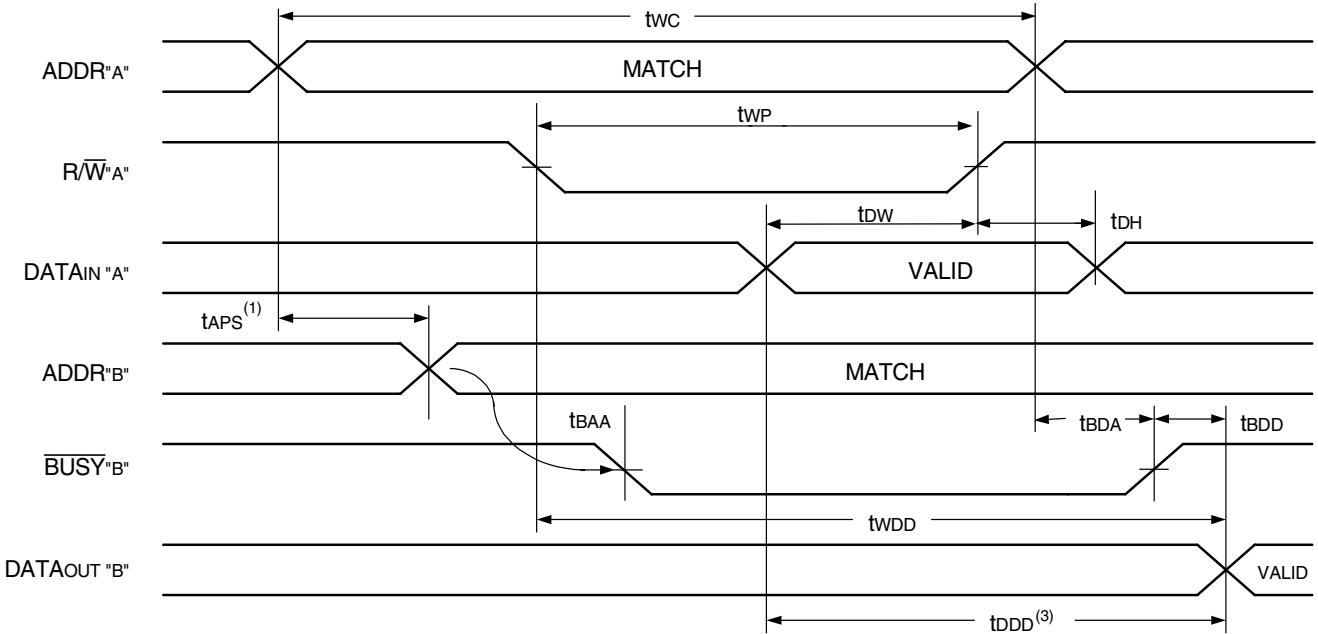 tWC
ADDR"A" MATCH
tWP
R/W̅"A"
tDW tDH
DATAIN "A" VALID
tAPS(1)
ADDR"B" MATCH
tBAA tBDA tBDD
B̅U̅S̅Y̅"B"
tWDD
DATAOUT "B" VALID
tDDD(3)